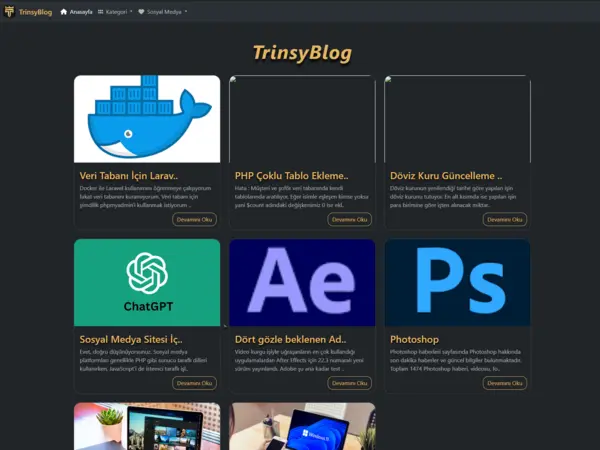 TrinsyBlog Anasayfa Kategori Sosyal Medya
TrinsyBlog
Veri Tabanı İçin Larav..
Docker ile Laravel kullanımını öğrenmeye çalışıyorum
fakat veri tabanını kuramıyorum. Veri tabanı için
şimdilik phpmyadmin'i kullanmak istiyorum ..
Devamını Oku
PHP Çoklu Tablo Ekleme..
Hata : Müşteri ve şoför veri tabanında kendi
tablolarında aratılıyor. Eğer isimle eşleşen kimse yoksa
yani $count adındaki değişkenimiz 0 ise ekl..
Devamını Oku
Döviz Kuru Güncelleme ..
Döviz kurunun yenilendiği tarihe göre yapılan için
döviz kurunu tutuyor. En alt kısımda ise yapılan için
para birimine göre işlem alınacak miktar..
Devamını Oku
ChatGPT
Sosyal Medya Sitesi İç..
Evet, doğru düşünüyorsunuz. Sosyal medya
platformları genellikle PHP gibi sunucu taraflı dilleri
kullanırken, JavaScript'i de istemci taraflı işl..
Devamını Oku
Ae
Dört gözle beklenen Ad..
Video kurgu işiyle uğraşanların en çok kullandığı
uygulamalardan After Effects için 22.3 numaralı yeni
sürüm yayınlandı. Adobe şu ana kadar test ..
Devamını Oku
Ps
Photoshop
Photoshop haberleri sayfasında Photoshop hakkında
son dakika haberler ve güncel bilgiler bulunmaktadır.
Toplam 1474 Photoshop haberi, videosu, fo..
Devamını Oku
Windows 11